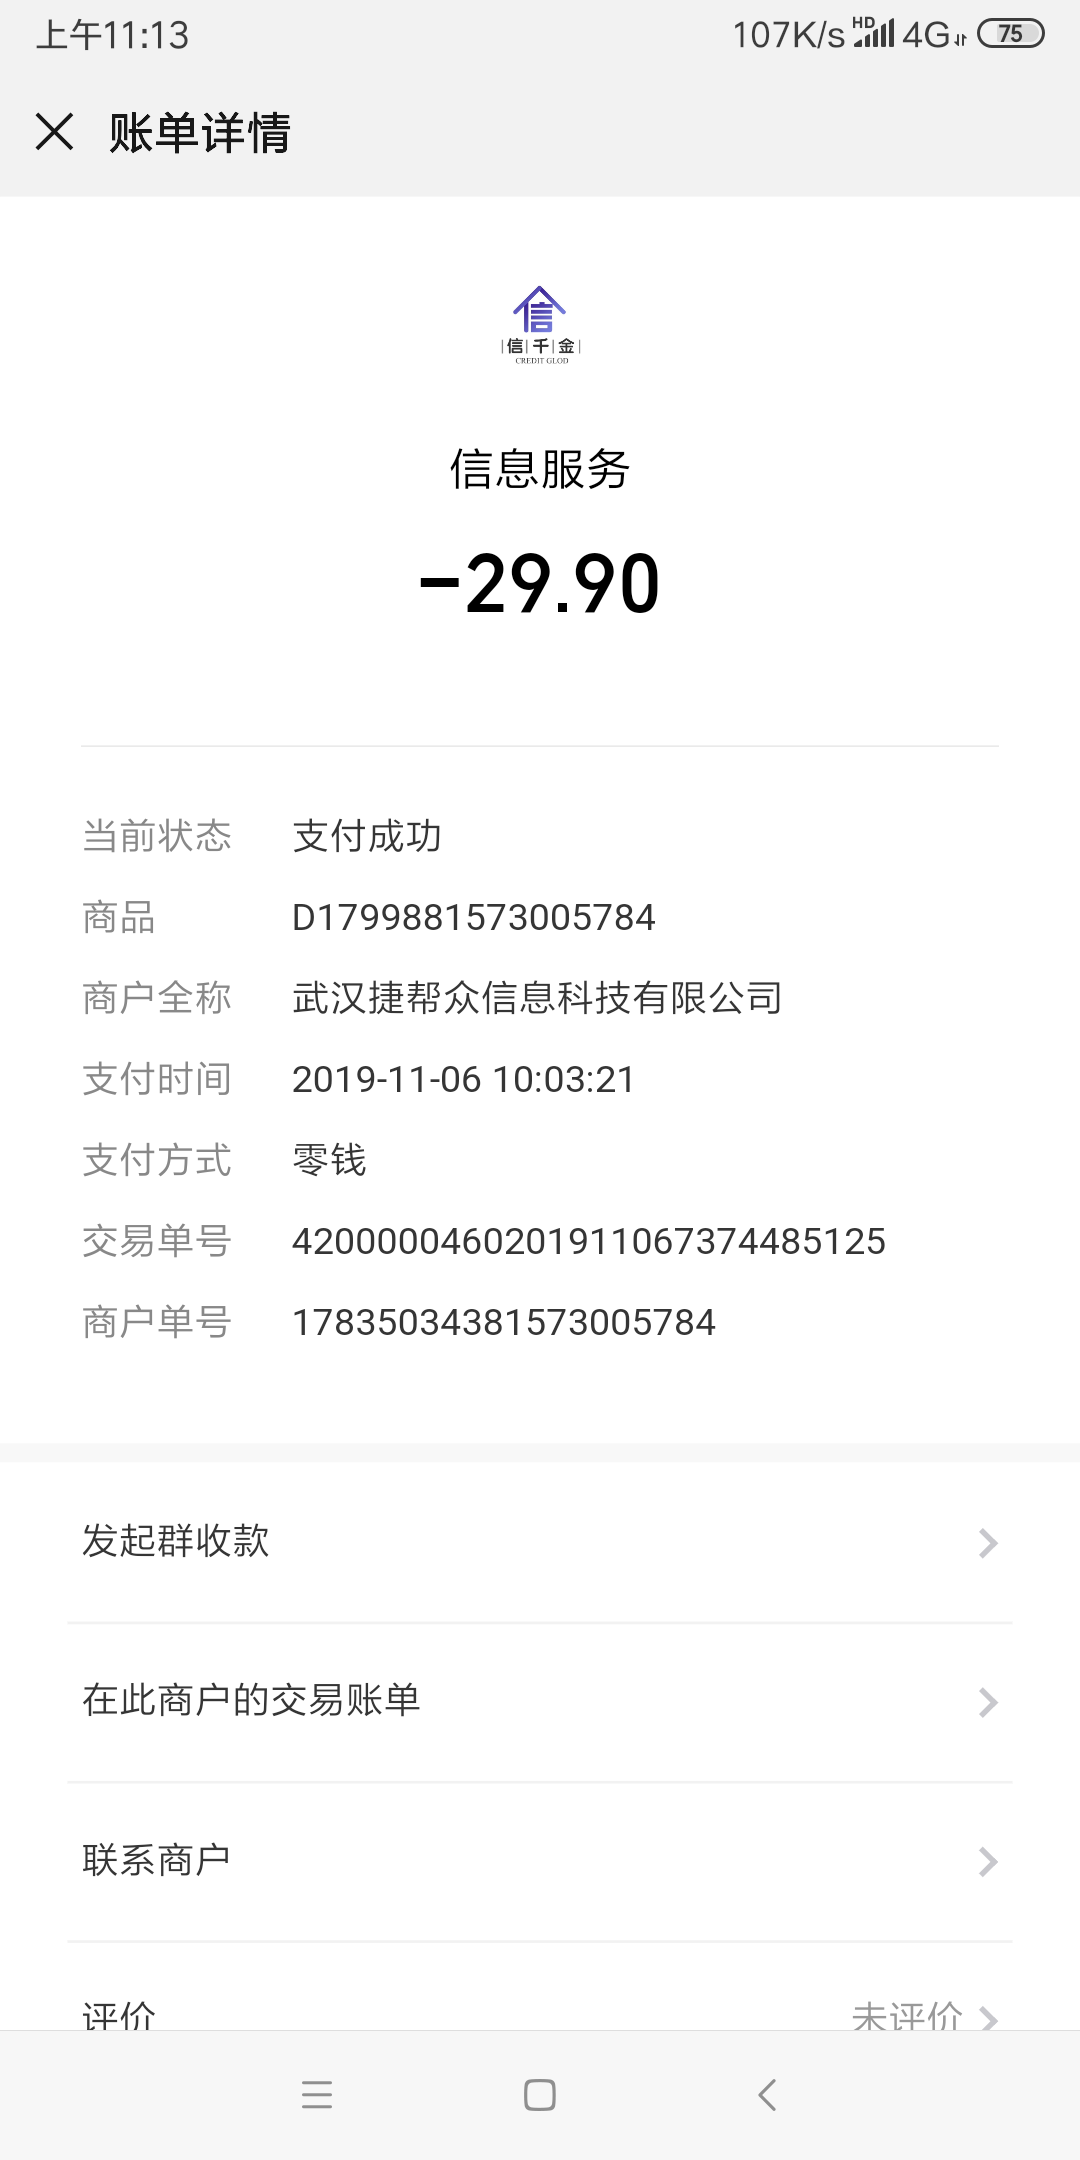 上午11:13
107K/s HD 4G 75
账单详情
信
信千金
CREDIT GLOD
信息服务
-29.90
当前状态 支付成功
商品 D1799881573005784
商户全称 武汉捷帮众信息科技有限公司
支付时间 2019-11-06 10:03:21
支付方式 零钱
交易单号 4200000460201911067374485125
商户单号 17835034381573005784
发起群收款
在此商户的交易账单
联系商户
评价 未评价